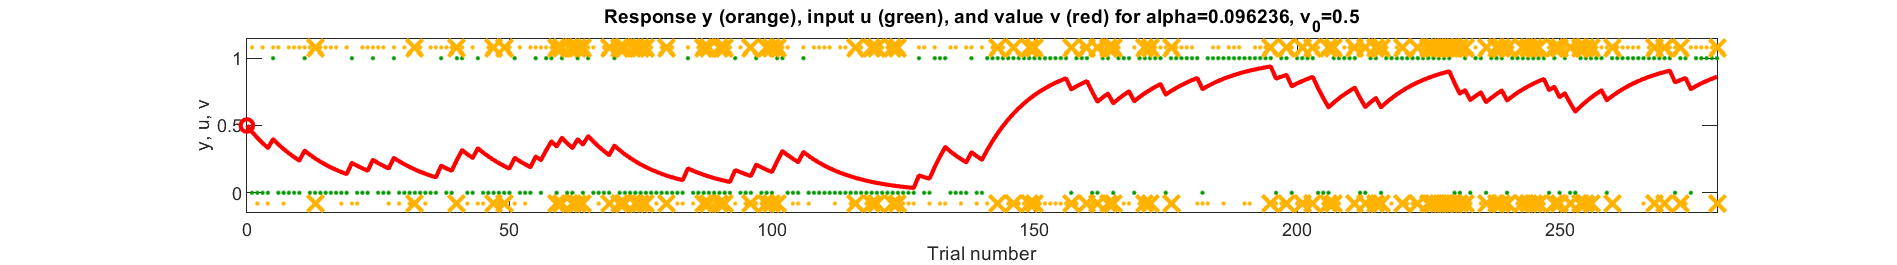 Response y (orange), input u (green), and value v (red) for alpha=0.096236, v0=0.5
y, u, v
1
0.5
0
0 50 100 150 200 250
Trial number